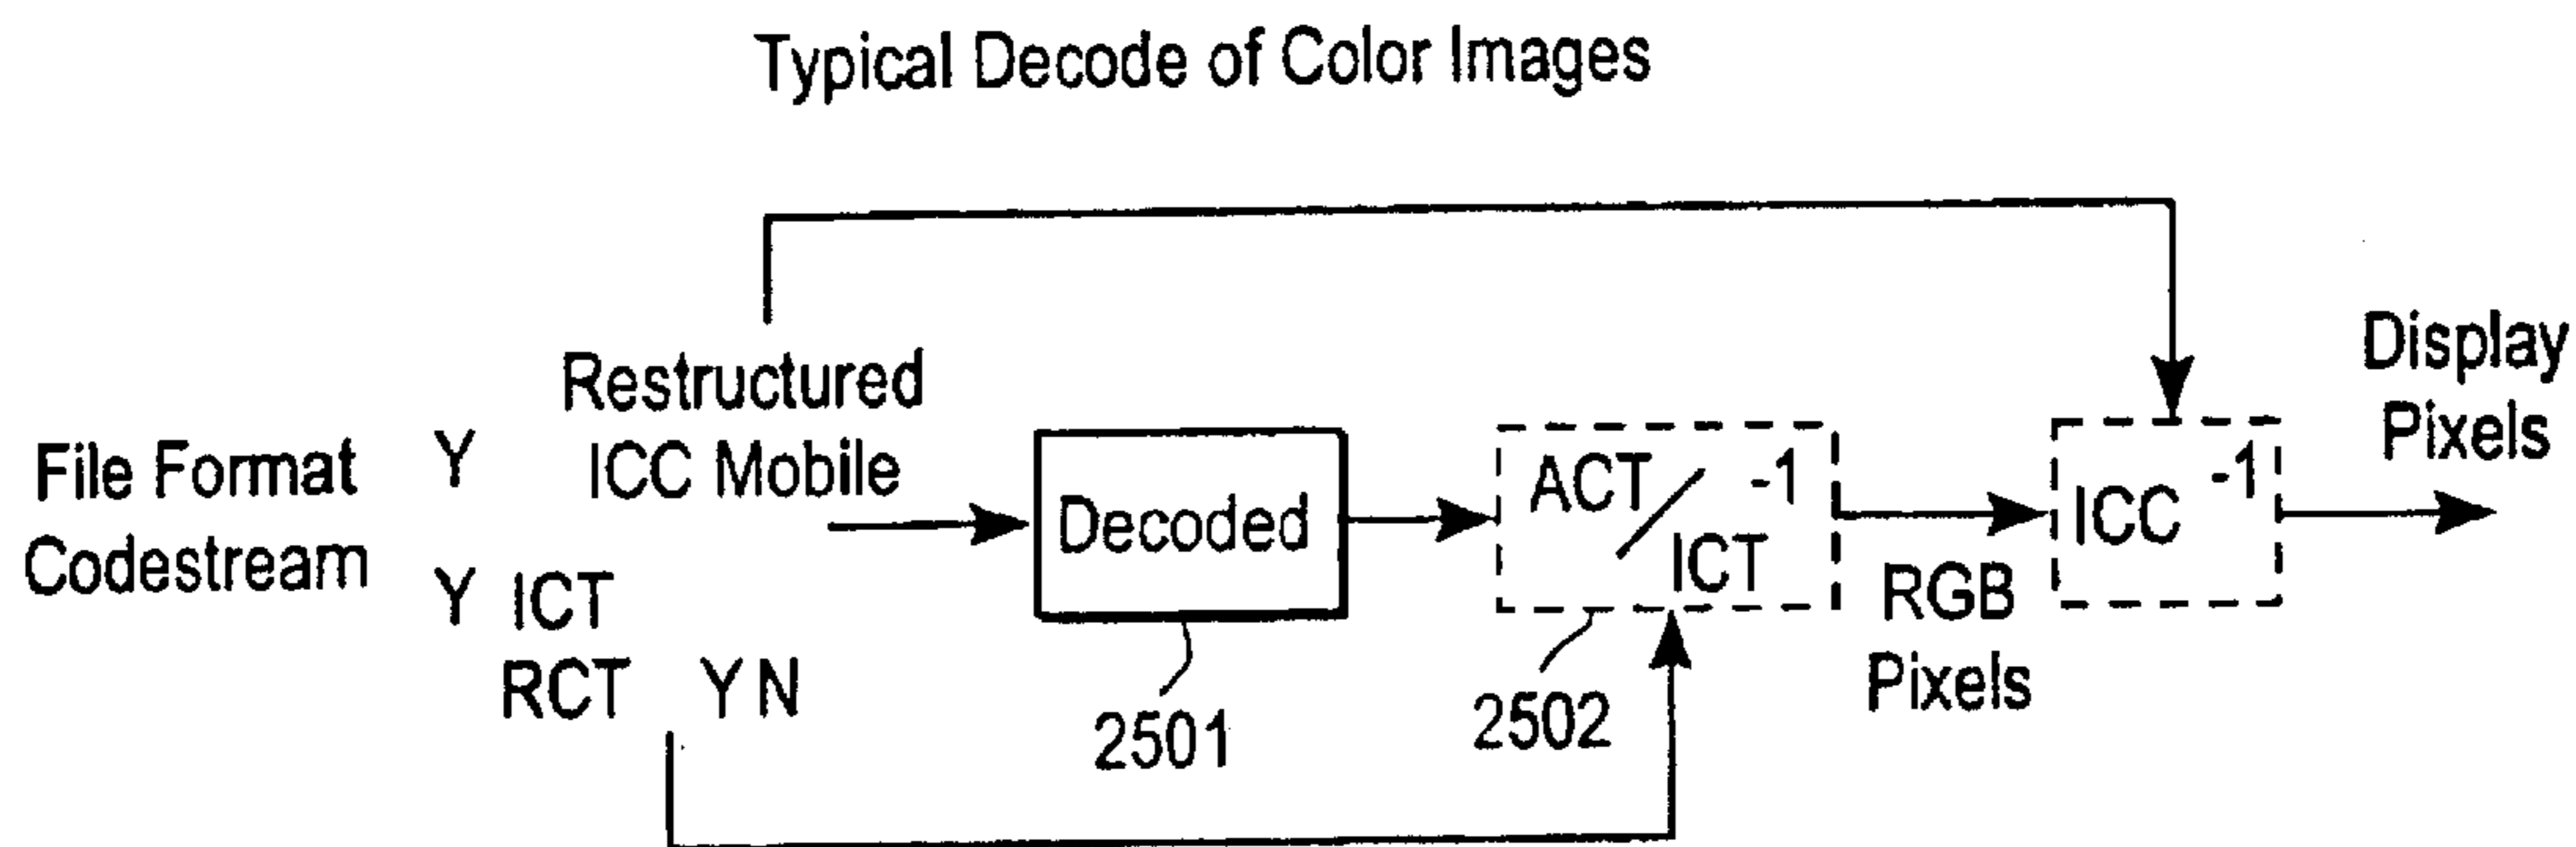 Typical Decode of Color Images
File Format
Codestream
Y
Y
Restructured
ICC Mobile
ICT
RCT
Y N
Decoded
2501
ACT / ICT -1
2502
RGB
Pixels
ICC -1
Display
Pixels